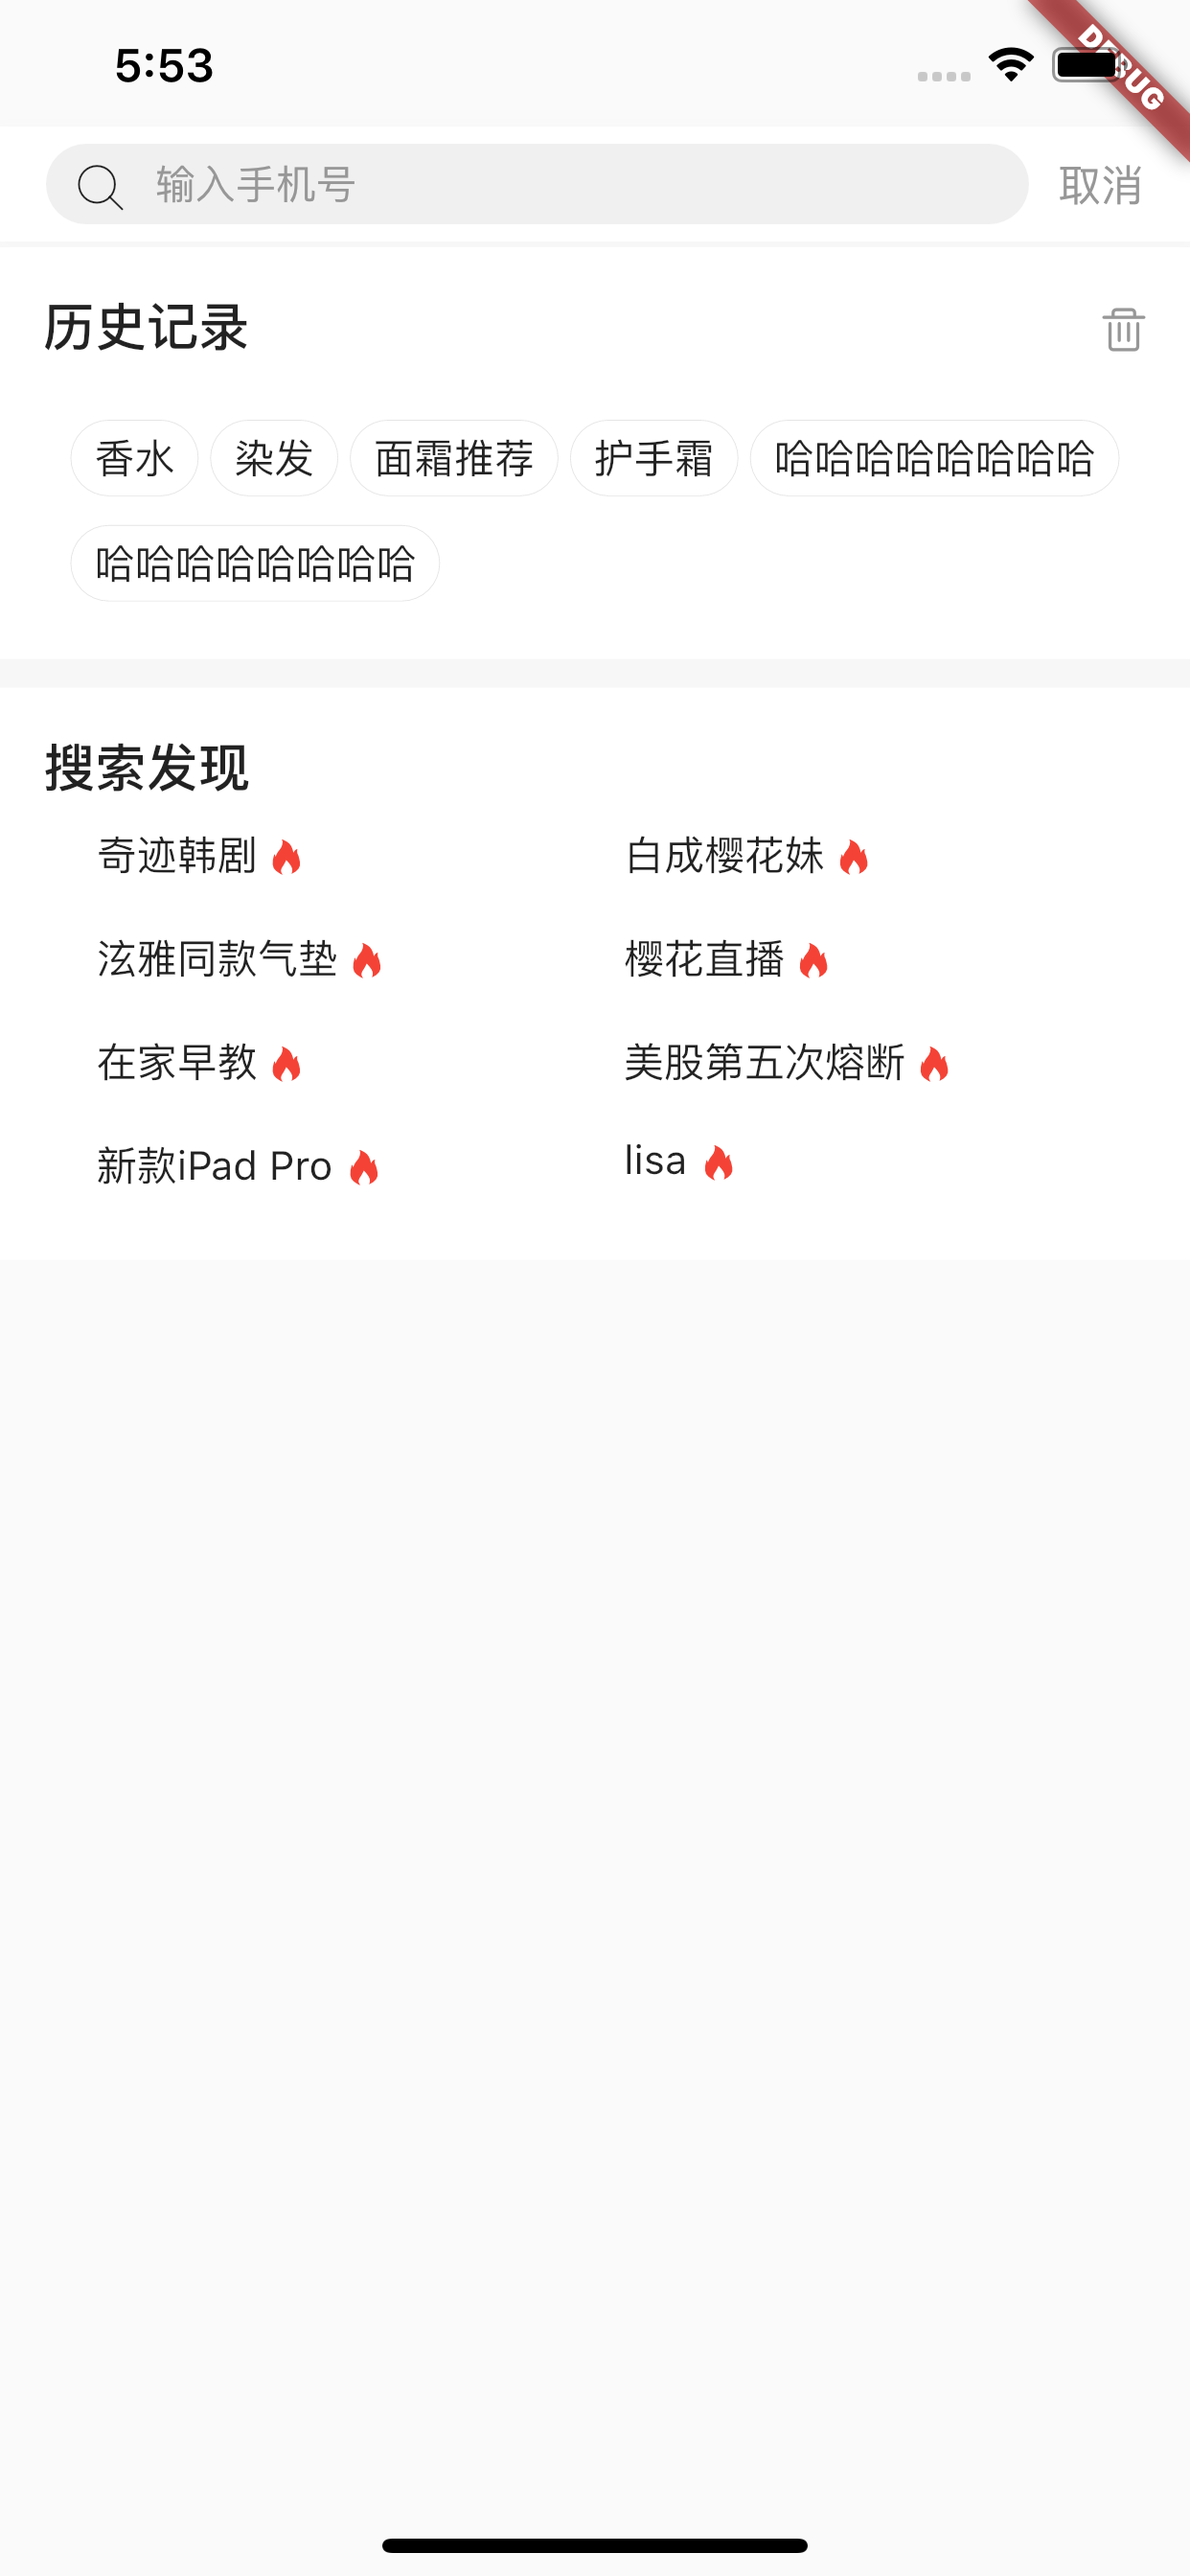 5:53
DEBUG
输入手机号 取消
历史记录
香水 染发 面霜推荐 护手霜 哈哈哈哈哈哈哈哈
哈哈哈哈哈哈哈哈
搜索发现
奇迹韩剧 白成樱花妹
泫雅同款气垫 樱花直播
在家早教 美股第五次熔断
新款iPad Pro lisa